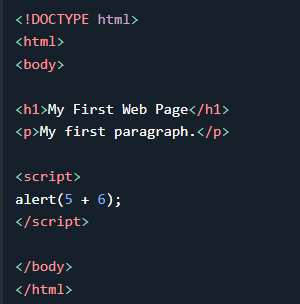 <!DOCTYPE html>
<html>
<body>
<h1>My First Web Page</h1>
<p>My first paragraph.</p>
<script>
alert(5 + 6);
</script>
</body>
</html>